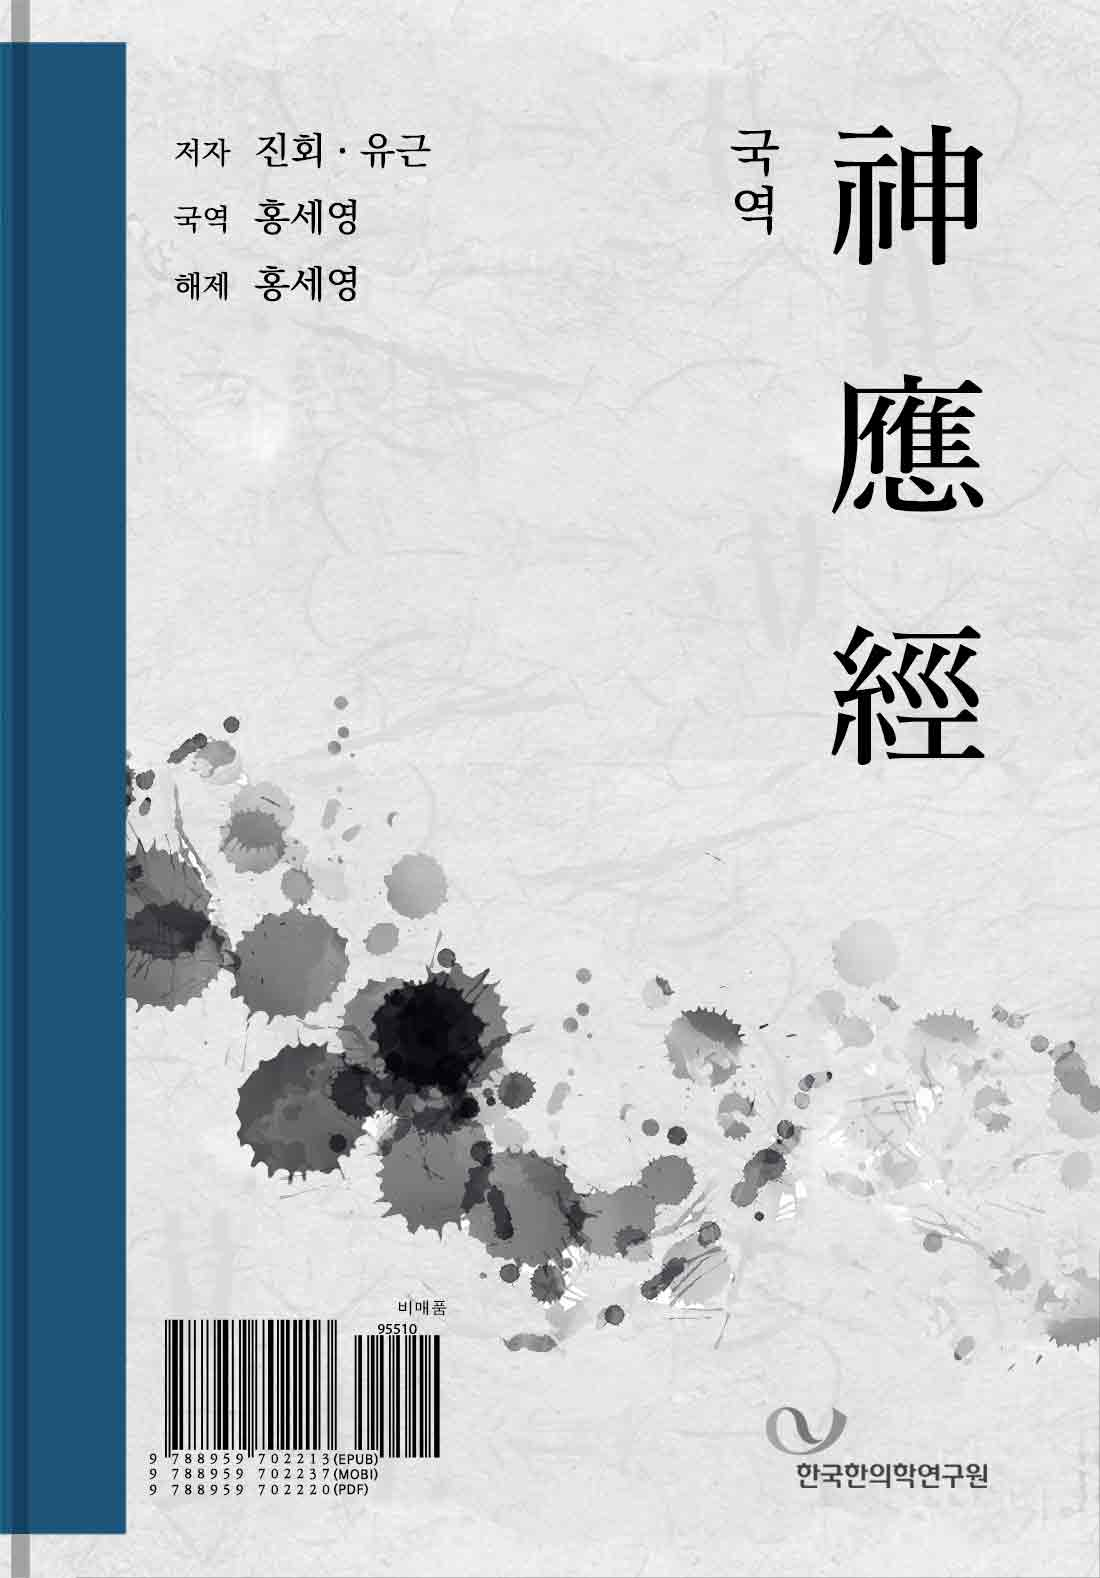 국역
神應經
저자 진회 · 유근
국역 홍세영
해제 홍세영
비매품
95510
9 788959 702213(EPUB)
9 788959 702237(MOBI)
9 788959 702220(PDF)
한국한의학연구원